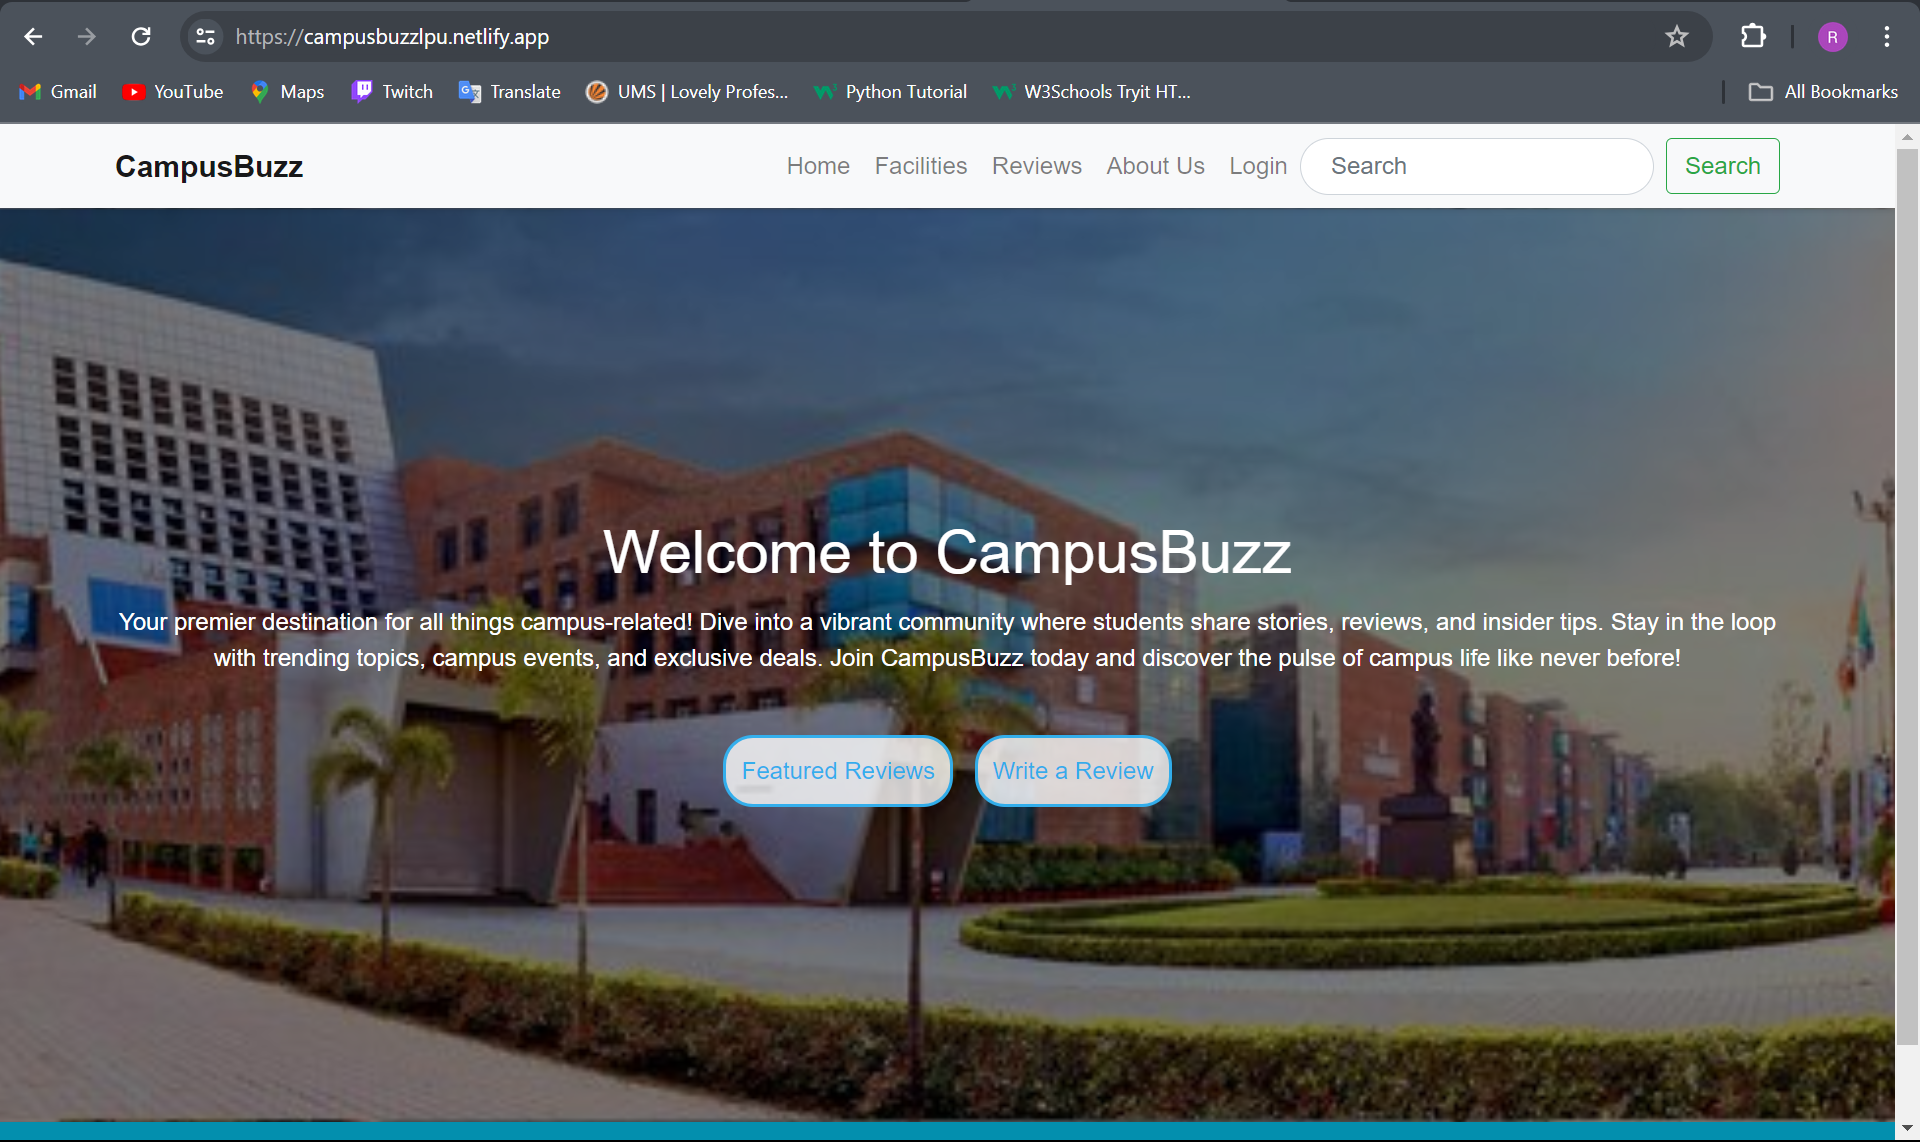 https://campusbuzzlpu.netlify.app
R
Gmail YouTube Maps Twitch Translate UMS | Lovely Profes... Python Tutorial W3Schools Tryit HT... All Bookmarks
CampusBuzz Home Facilities Reviews About Us Login Search Search
Welcome to CampusBuzz
Your premier destination for all things campus-related! Dive into a vibrant community where students share stories, reviews, and insider tips. Stay in the loop
with trending topics, campus events, and exclusive deals. Join CampusBuzz today and discover the pulse of campus life like never before!
Featured Reviews Write a Review